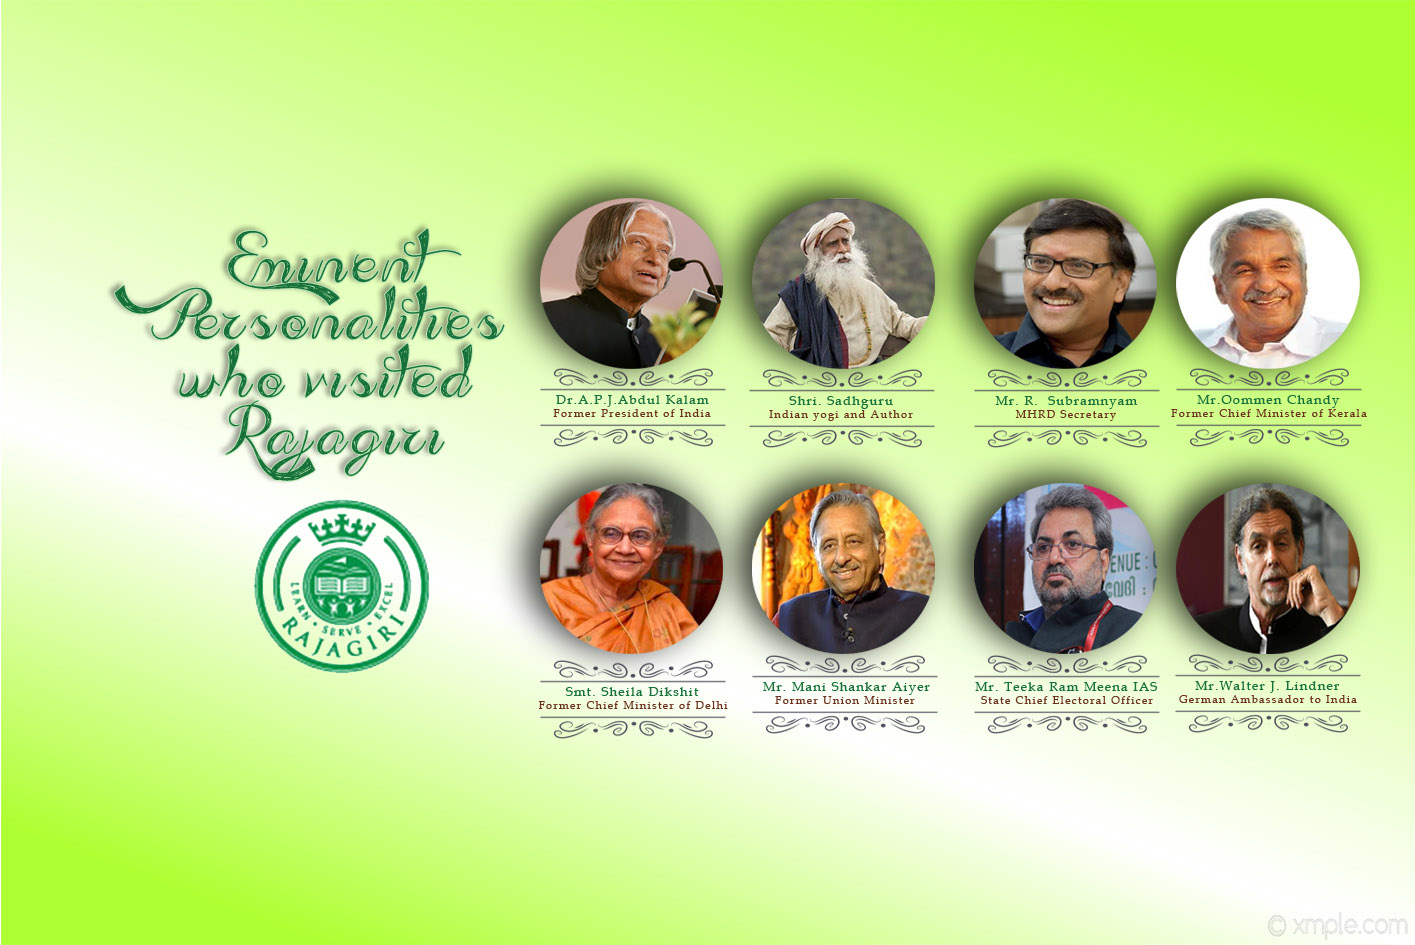 Eminent
Personalities
who visited
Rajagiri
LEARN • SERVE • EXCEL
RAJAGIRI
Dr.A.P.J.Abdul Kalam
Former President of India
Shri. Sadhguru
Indian yogi and Author
Mr. R. Subramnyam
MHRD Secretary
Mr.Oommen Chandy
Former Chief Minister of Kerala
ENUE :
വേദി :
Smt. Sheila Dikshit
Former Chief Minister of Delhi
Mr. Mani Shankar Aiyer
Former Union Minister
Mr. Teeka Ram Meena IAS
State Chief Electoral Officer
Mr.Walter J. Lindner
German Ambassador to India
© xmple.com